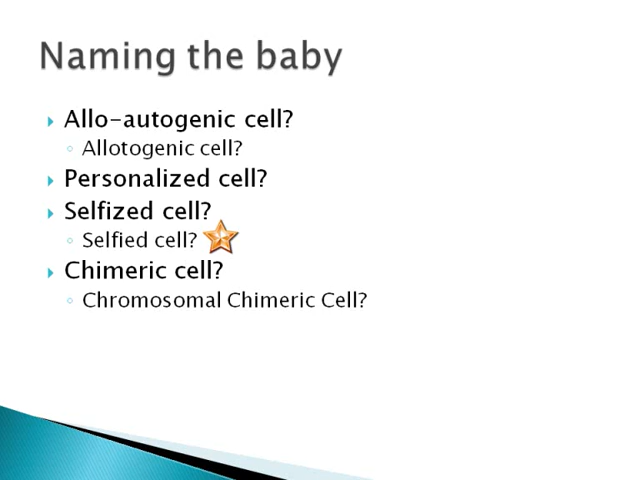 Naming the baby
Allo-autogenic cell?
Allotogenic cell?
Personalized cell?
Selfized cell?
Selfied cell?
Chimeric cell?
Chromosomal Chimeric Cell?